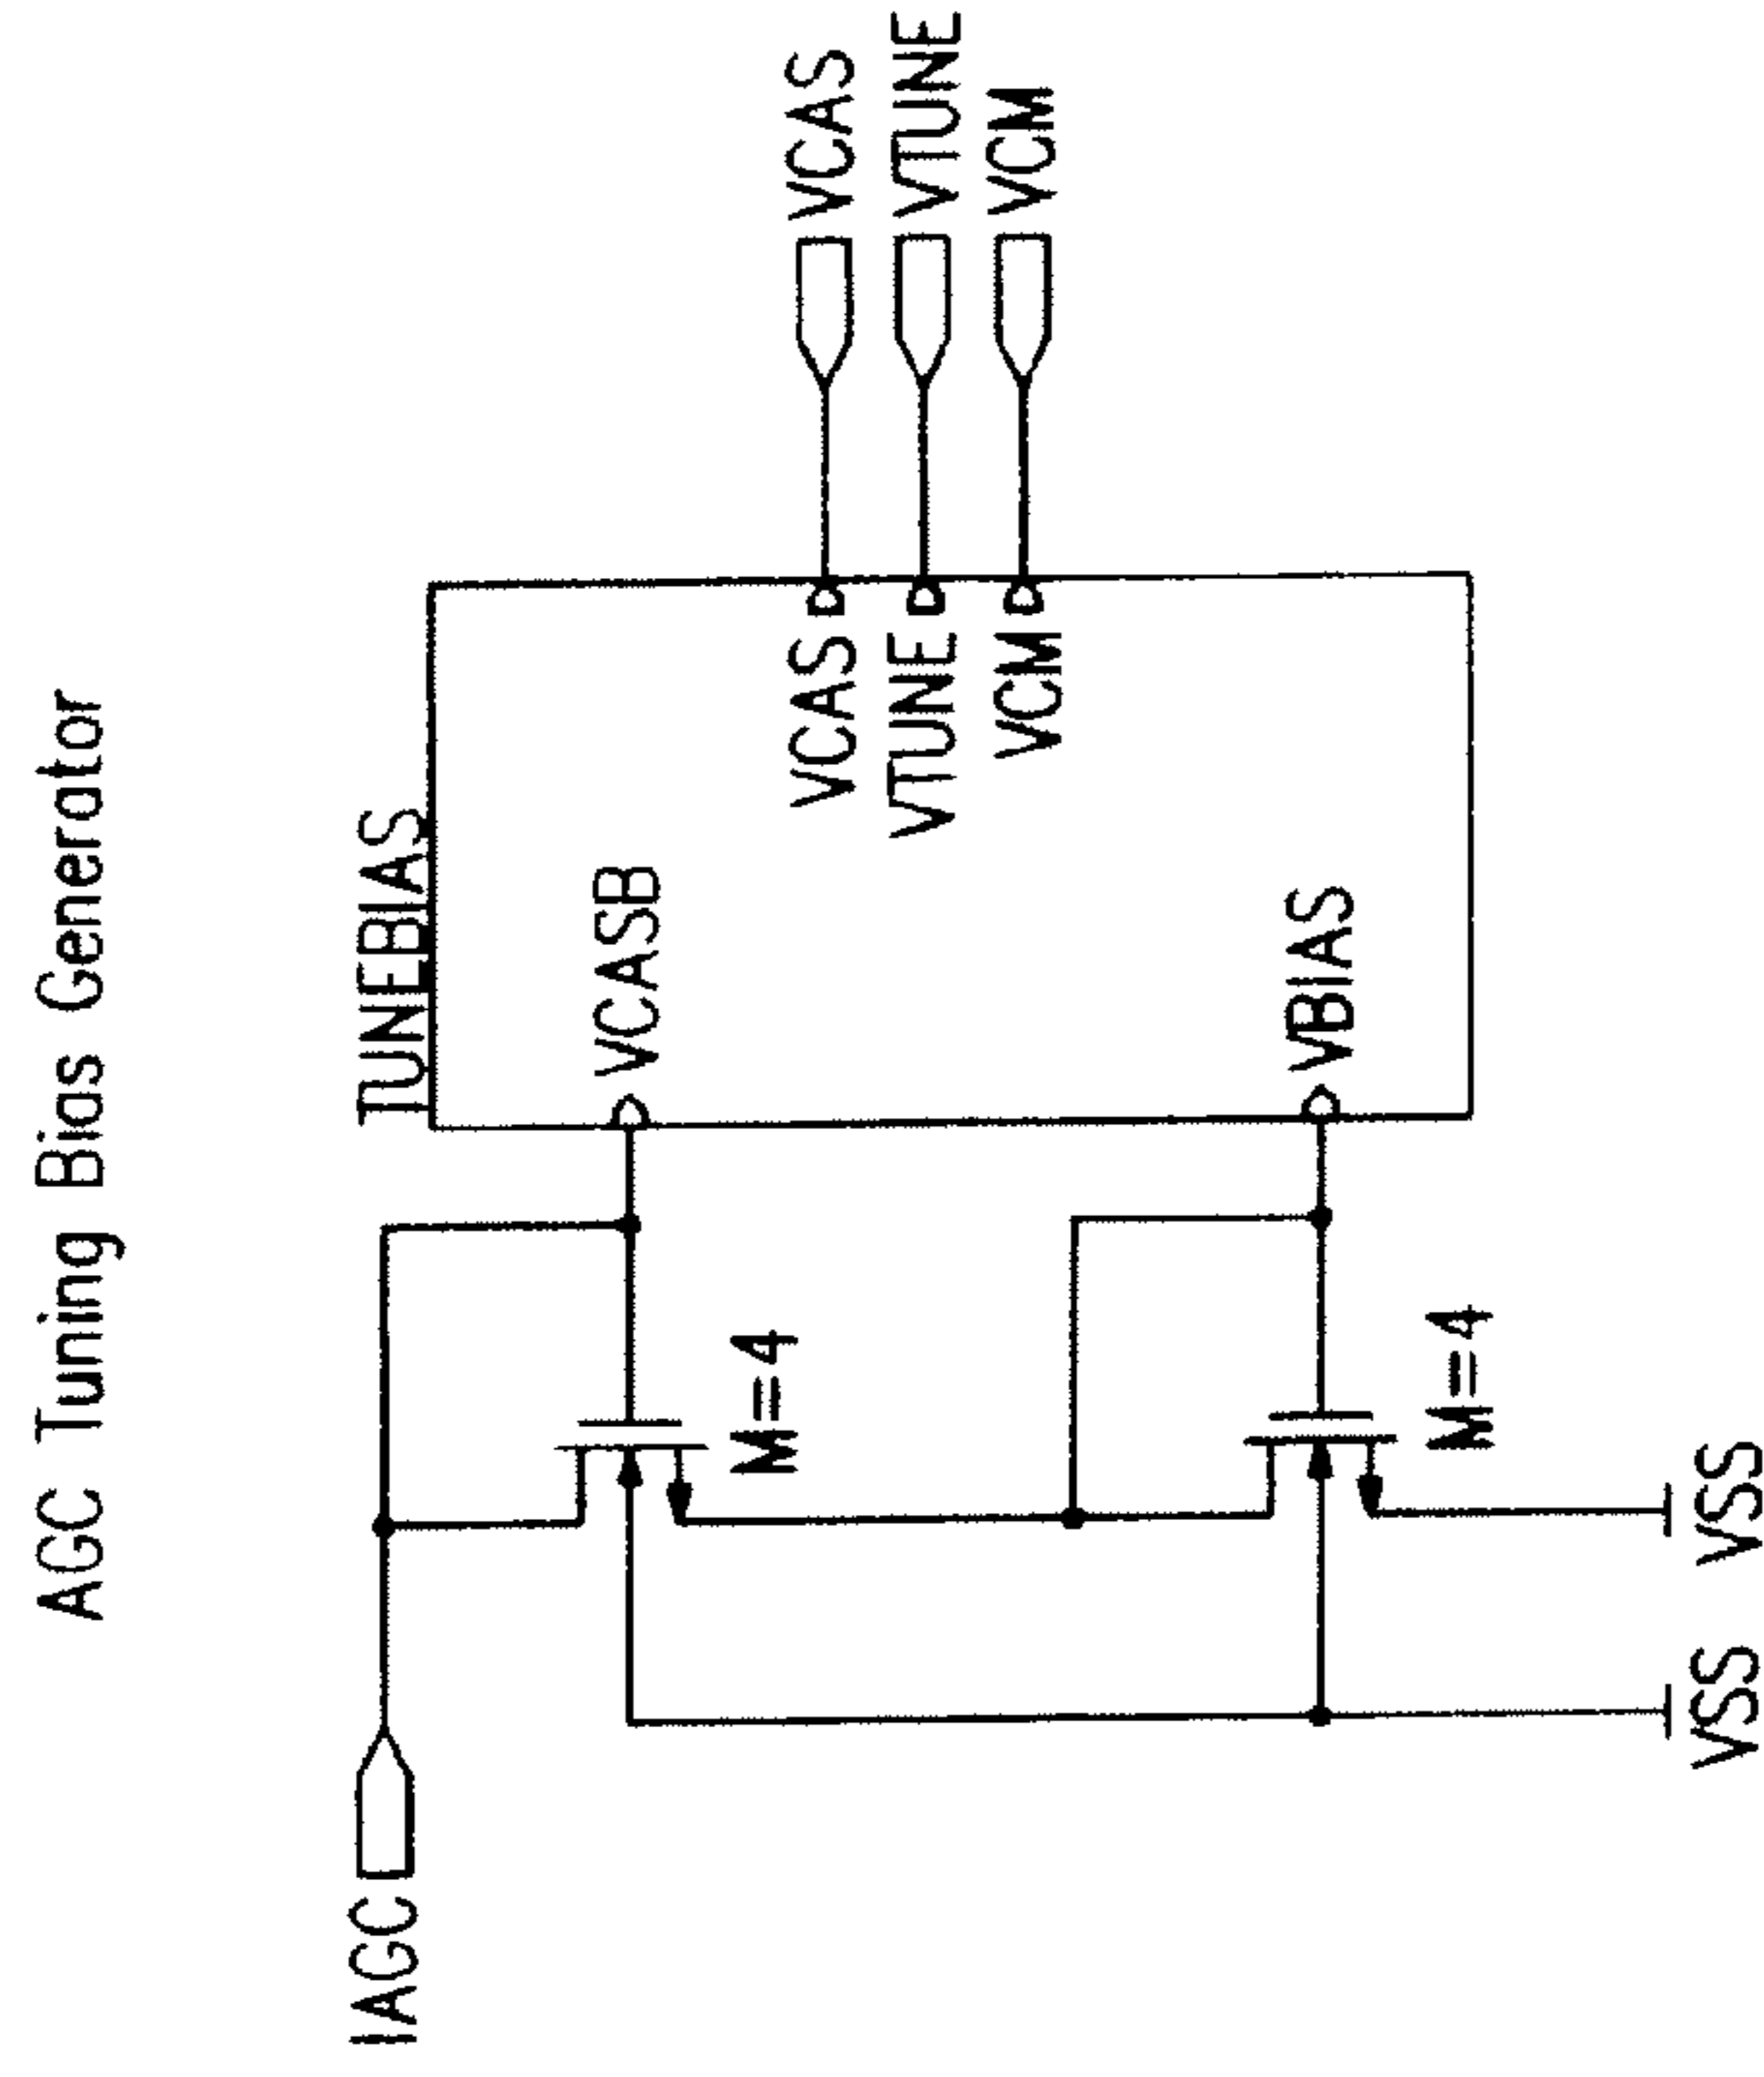 AGC Tuning Bias Generator
IAGC
TUNEBIAS
VCASB
M=4
VCAS
VCAS
VTUNE
VTUNE
VCM
VCM
VBIAS
M=4
VSS
VSS